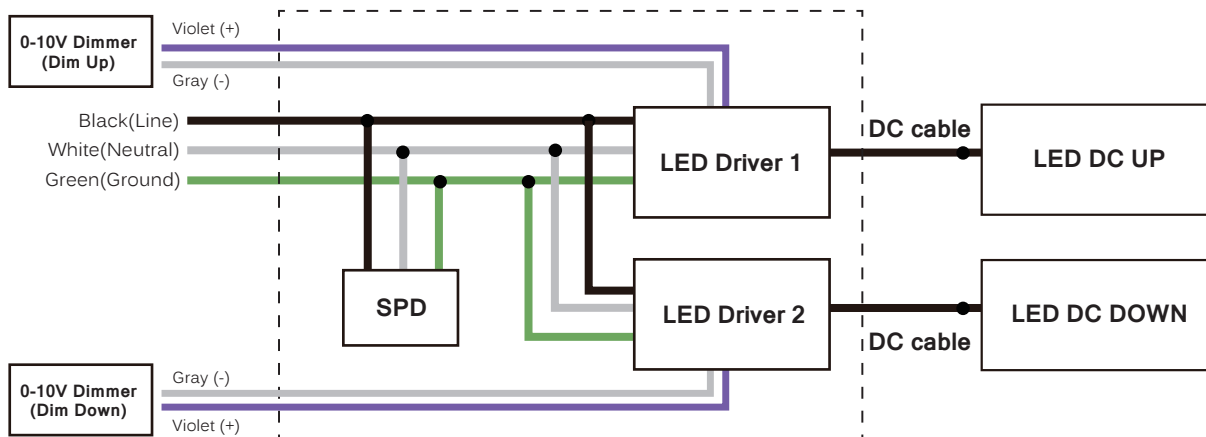 0-10V Dimmer
(Dim Up)
Violet (+)
Gray (-)
Black(Line)
White(Neutral)
Green(Ground)
LED Driver 1
DC cable
LED DC UP
SPD
LED Driver 2
DC cable
LED DC DOWN
0-10V Dimmer
(Dim Down)
Gray (-)
Violet (+)